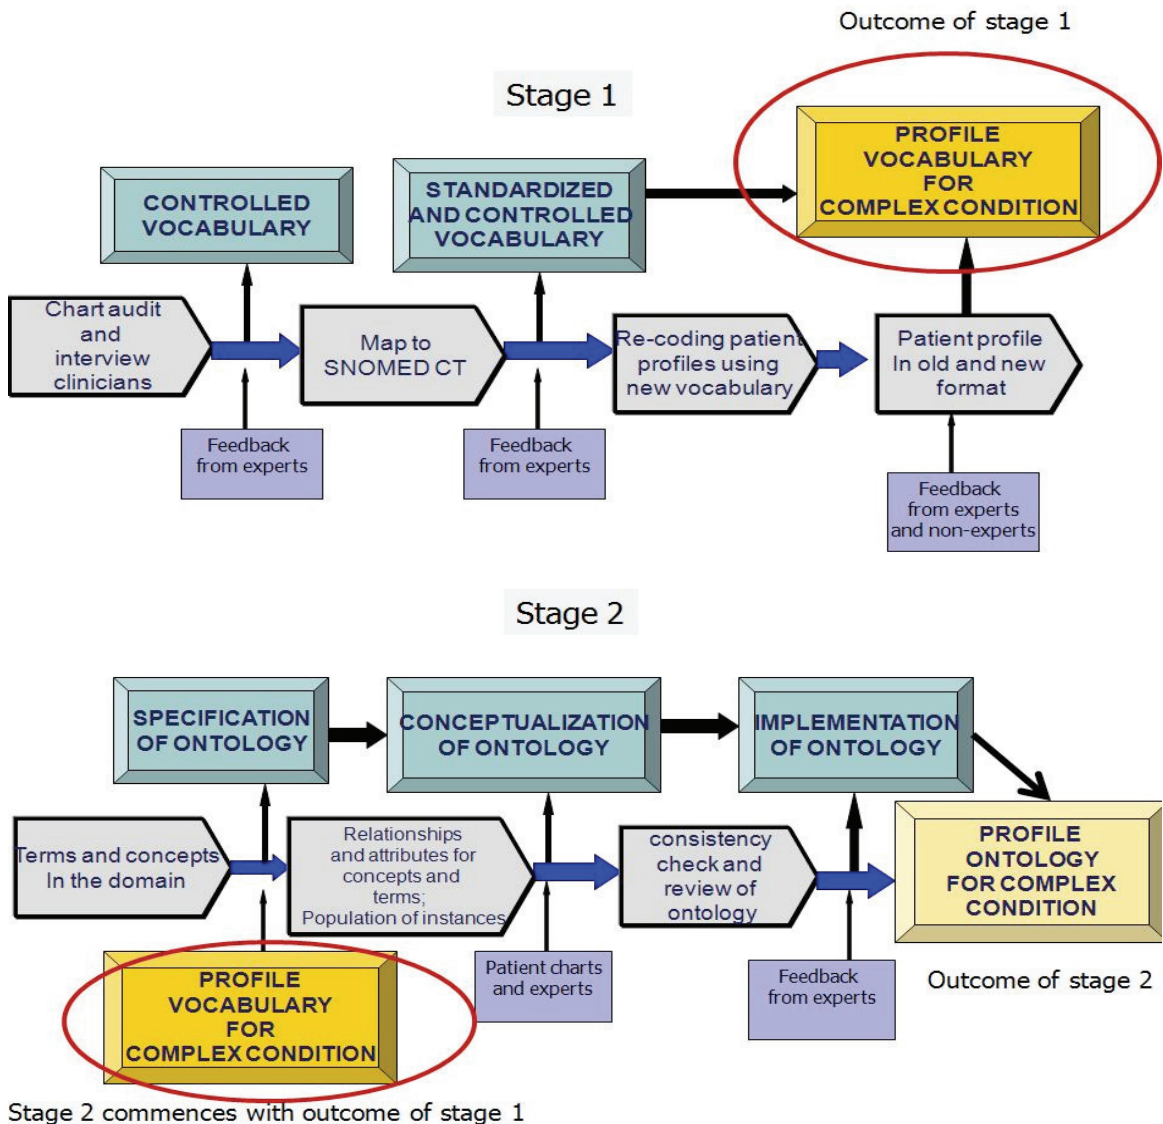 Outcome of stage 1
Stage 1
PROFILE
VOCABULARY
FOR
COMPLEX CONDITION
CONTROLLED
VOCABULARY
STANDARDIZED
AND CONTROLLED
VOCABULARY
Chart audit
and
interview
clinicians
Map to
SNOMED CT
Re-coding patient
profiles using
new vocabulary
Patient profile
In old and new
format
Feedback
from experts
Feedback
from experts
Feedback
from experts
and non-experts
Stage 2
SPECIFICATION
OF ONTOLOGY
CONCEPTUALIZATION
OF ONTOLOGY
IMPLEMENTATION
OF ONTOLOGY
Terms and concepts
In the domain
Relationships
and attributes for
concepts and
terms;
Population of instances
consistency
check and
review of
ontology
PROFILE
ONTOLOGY
FOR COMPLEX
CONDITION
PROFILE
VOCABULARY
FOR
COMPLEX CONDITION
Patient charts
and experts
Feedback
from experts
Outcome of stage 2
Stage 2 commences with outcome of stage 1